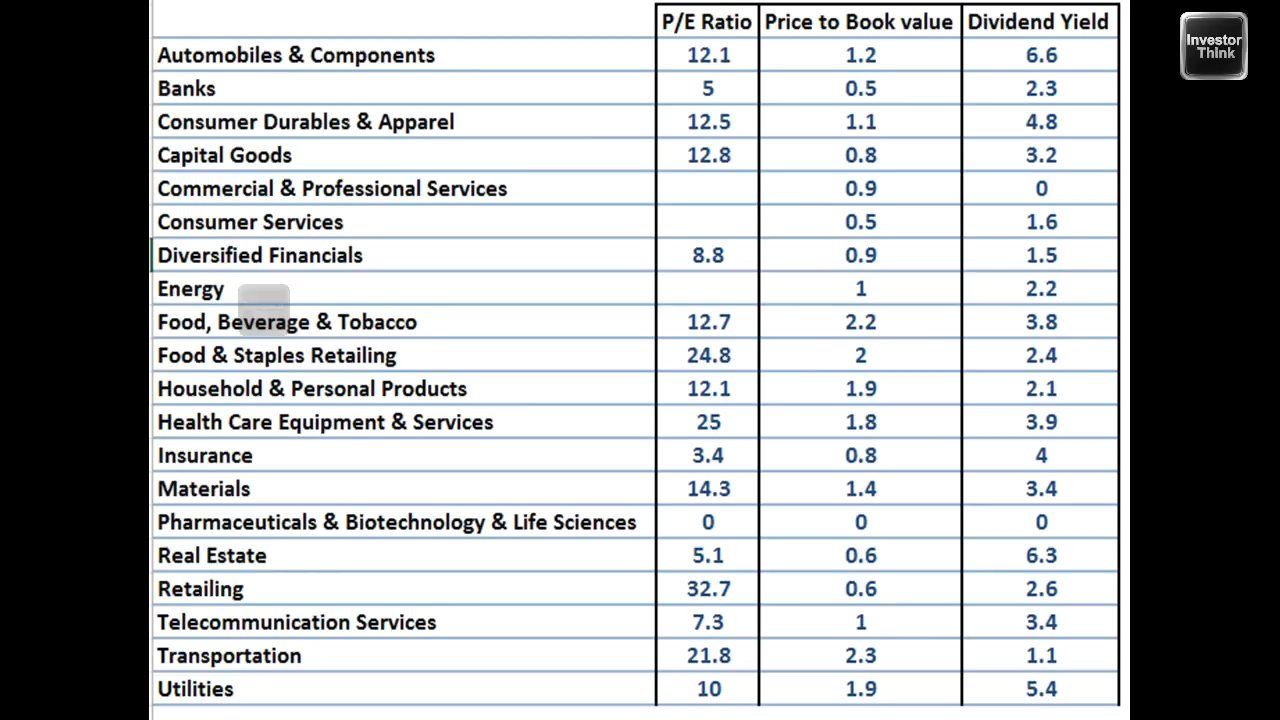 P/E Ratio Price to Book value Dividend Yield
Automobiles & Components 12.1 1.2 6.6
Banks 5 0.5 2.3
Consumer Durables & Apparel 12.5 1.1 4.8
Capital Goods 12.8 0.8 3.2
Commercial & Professional Services 0.9 0
Consumer Services 0.5 1.6
Diversified Financials 8.8 0.9 1.5
Energy 1 2.2
Food, Beverage & Tobacco 12.7 2.2 3.8
Food & Staples Retailing 24.8 2 2.4
Household & Personal Products 12.1 1.9 2.1
Health Care Equipment & Services 25 1.8 3.9
Insurance 3.4 0.8 4
Materials 14.3 1.4 3.4
Pharmaceuticals & Biotechnology & Life Sciences 0 0 0
Real Estate 5.1 0.6 6.3
Retailing 32.7 0.6 2.6
Telecommunication Services 7.3 1 3.4
Transportation 21.8 2.3 1.1
Utilities 10 1.9 5.4
Investor
Think